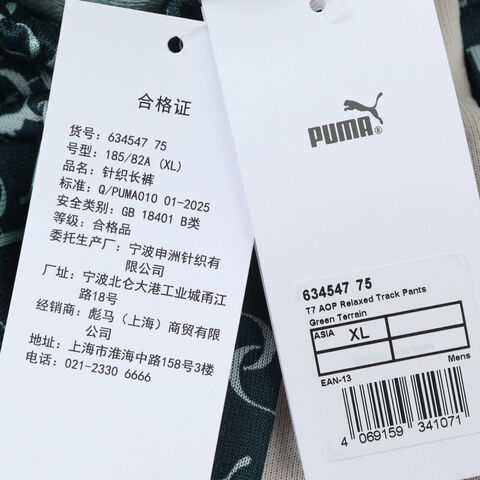 合格证
货号: 634547 75
号型: 185/82A (XL)
品名: 针织长裤
标准: Q/PUMA010 01-2025
安全类别: GB 18401 B类
等级: 合格品
委托生产厂: 宁波申洲针织有
限公司
厂址: 宁波北仑大港工业城甬江
路18号
经销商: 彪马（上海）商贸有限
公司
地址: 上海市淮海中路158号3楼
电话: 021-2330 6666
PUMA®
634547 75
T7 AOP Relaxed Track Pants
Green Terrain
ASIA XL
EAN-13
Mens
4 069159 341071